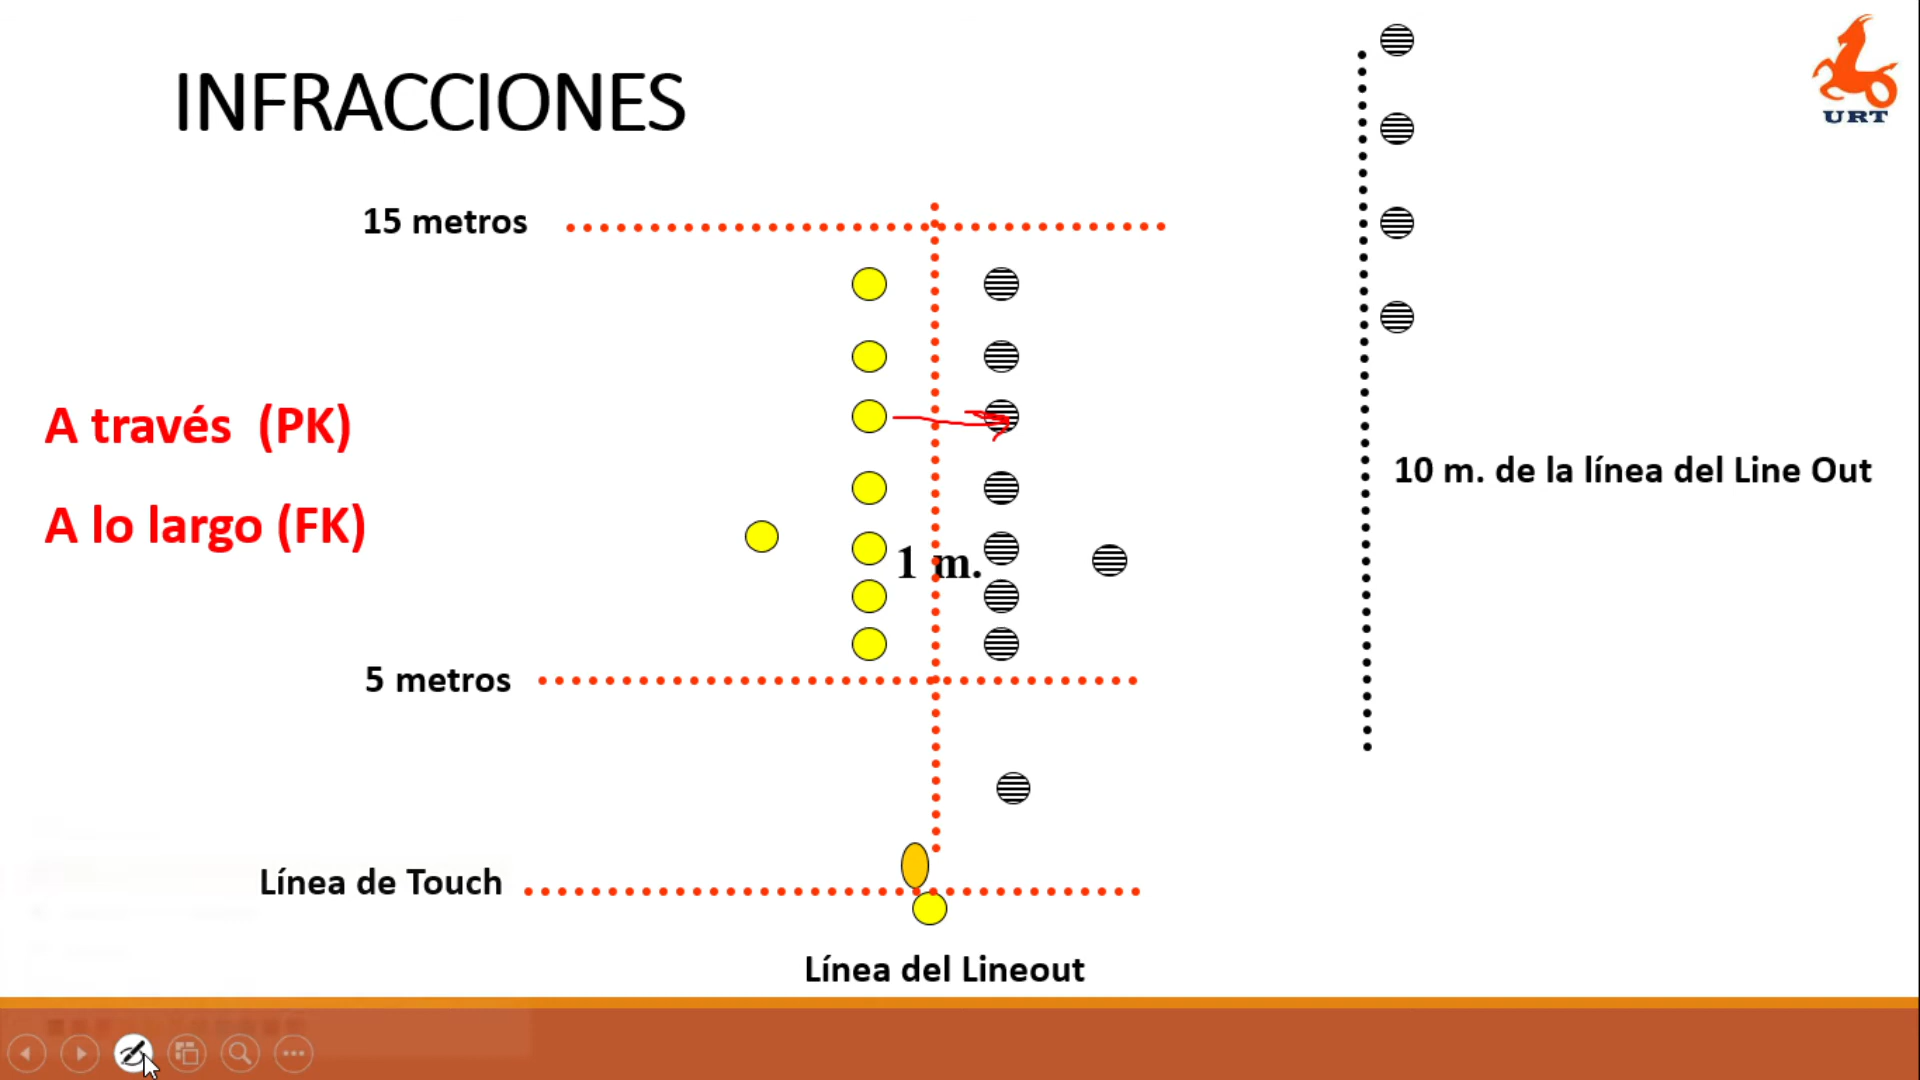 INFRACCIONES
URT
15 metros
A través (PK)
10 m. de la línea del Line Out
A lo largo (FK)
1 m.
5 metros
Línea de Touch
Línea del Lineout